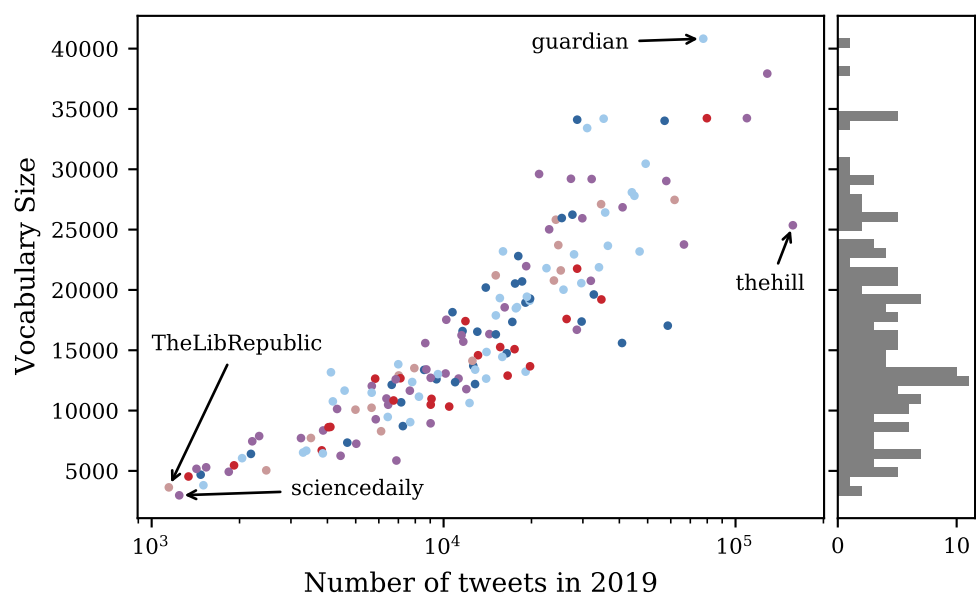 40000
35000
30000
25000
20000
15000
10000
5000
Vocabulary Size
guardian
thehill
TheLibRepublic
sciencedaily
10³
10⁴
10⁵
0
10
Number of tweets in 2019